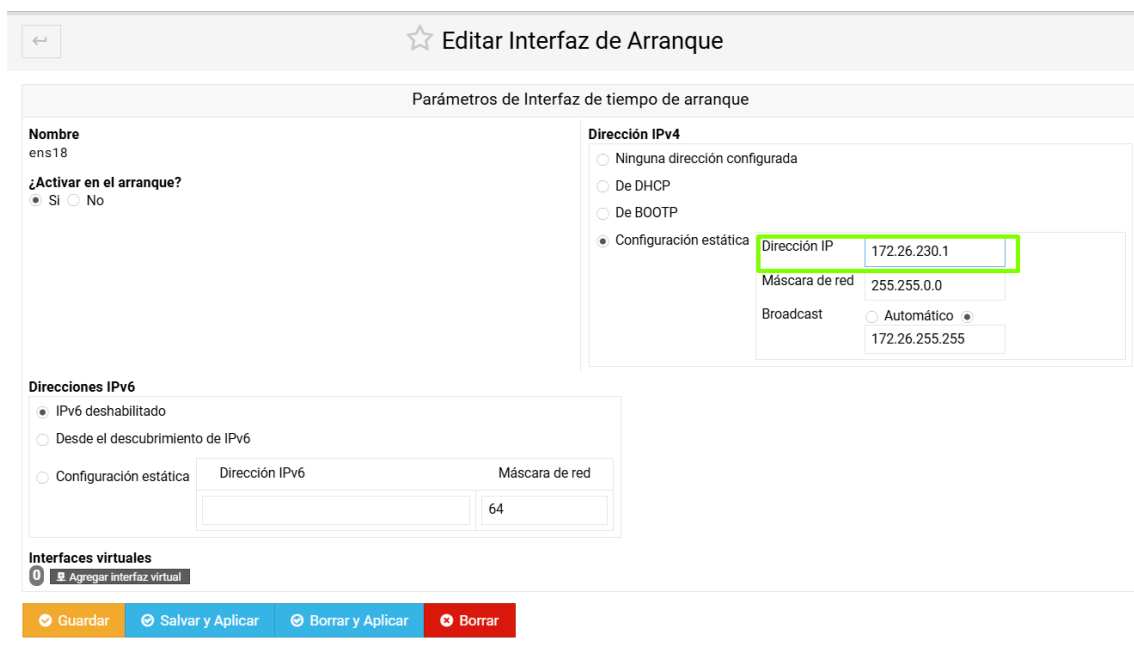 Editar Interfaz de Arranque
Parámetros de Interfaz de tiempo de arranque
Nombre
ens18
¿Activar en el arranque?
Si No
Dirección IPv4
Ninguna dirección configurada
De DHCP
De BOOTP
Configuración estática
Dirección IP 172.26.230.1
Máscara de red 255.255.0.0
Broadcast Automático
172.26.255.255
Direcciones IPv6
IPv6 deshabilitado
Desde el descubrimiento de IPv6
Configuración estática
Dirección IPv6 Máscara de red
64
Interfaces virtuales
0 Agregar interfaz virtual
Guardar Salvar y Aplicar Borrar y Aplicar Borrar